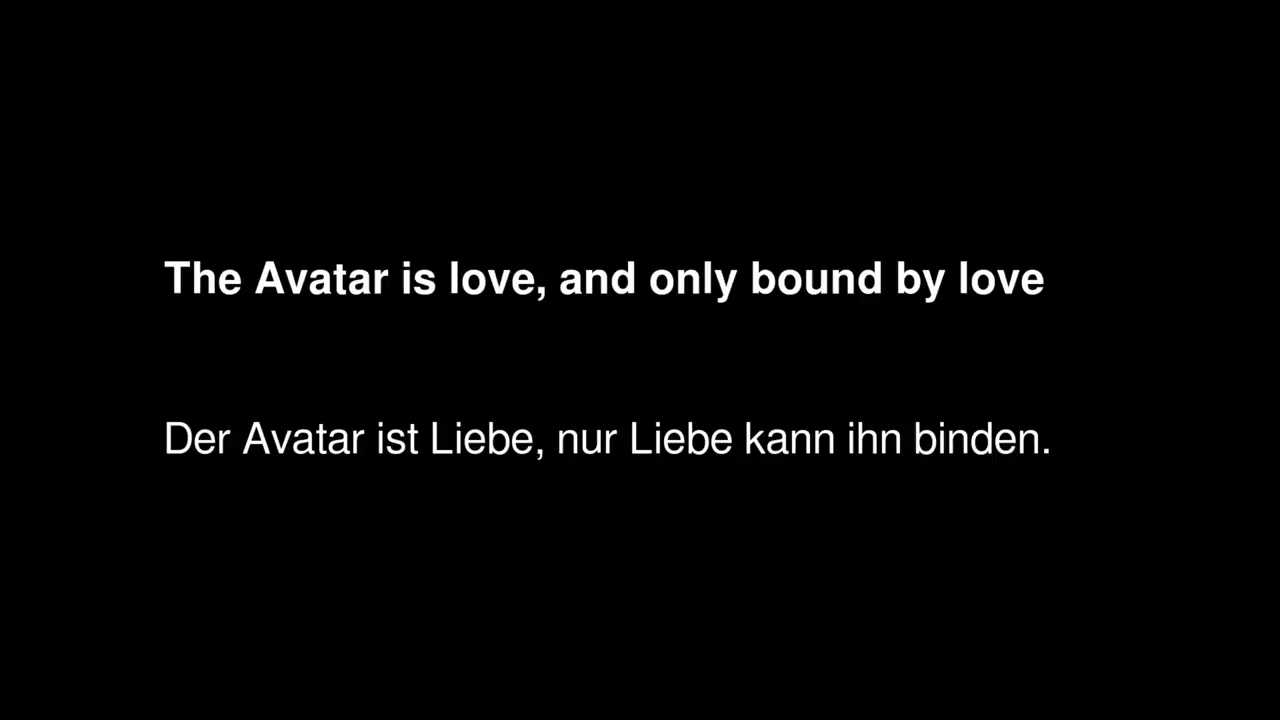 The Avatar is love, and only bound by love
Der Avatar ist Liebe, nur Liebe kann ihn binden.